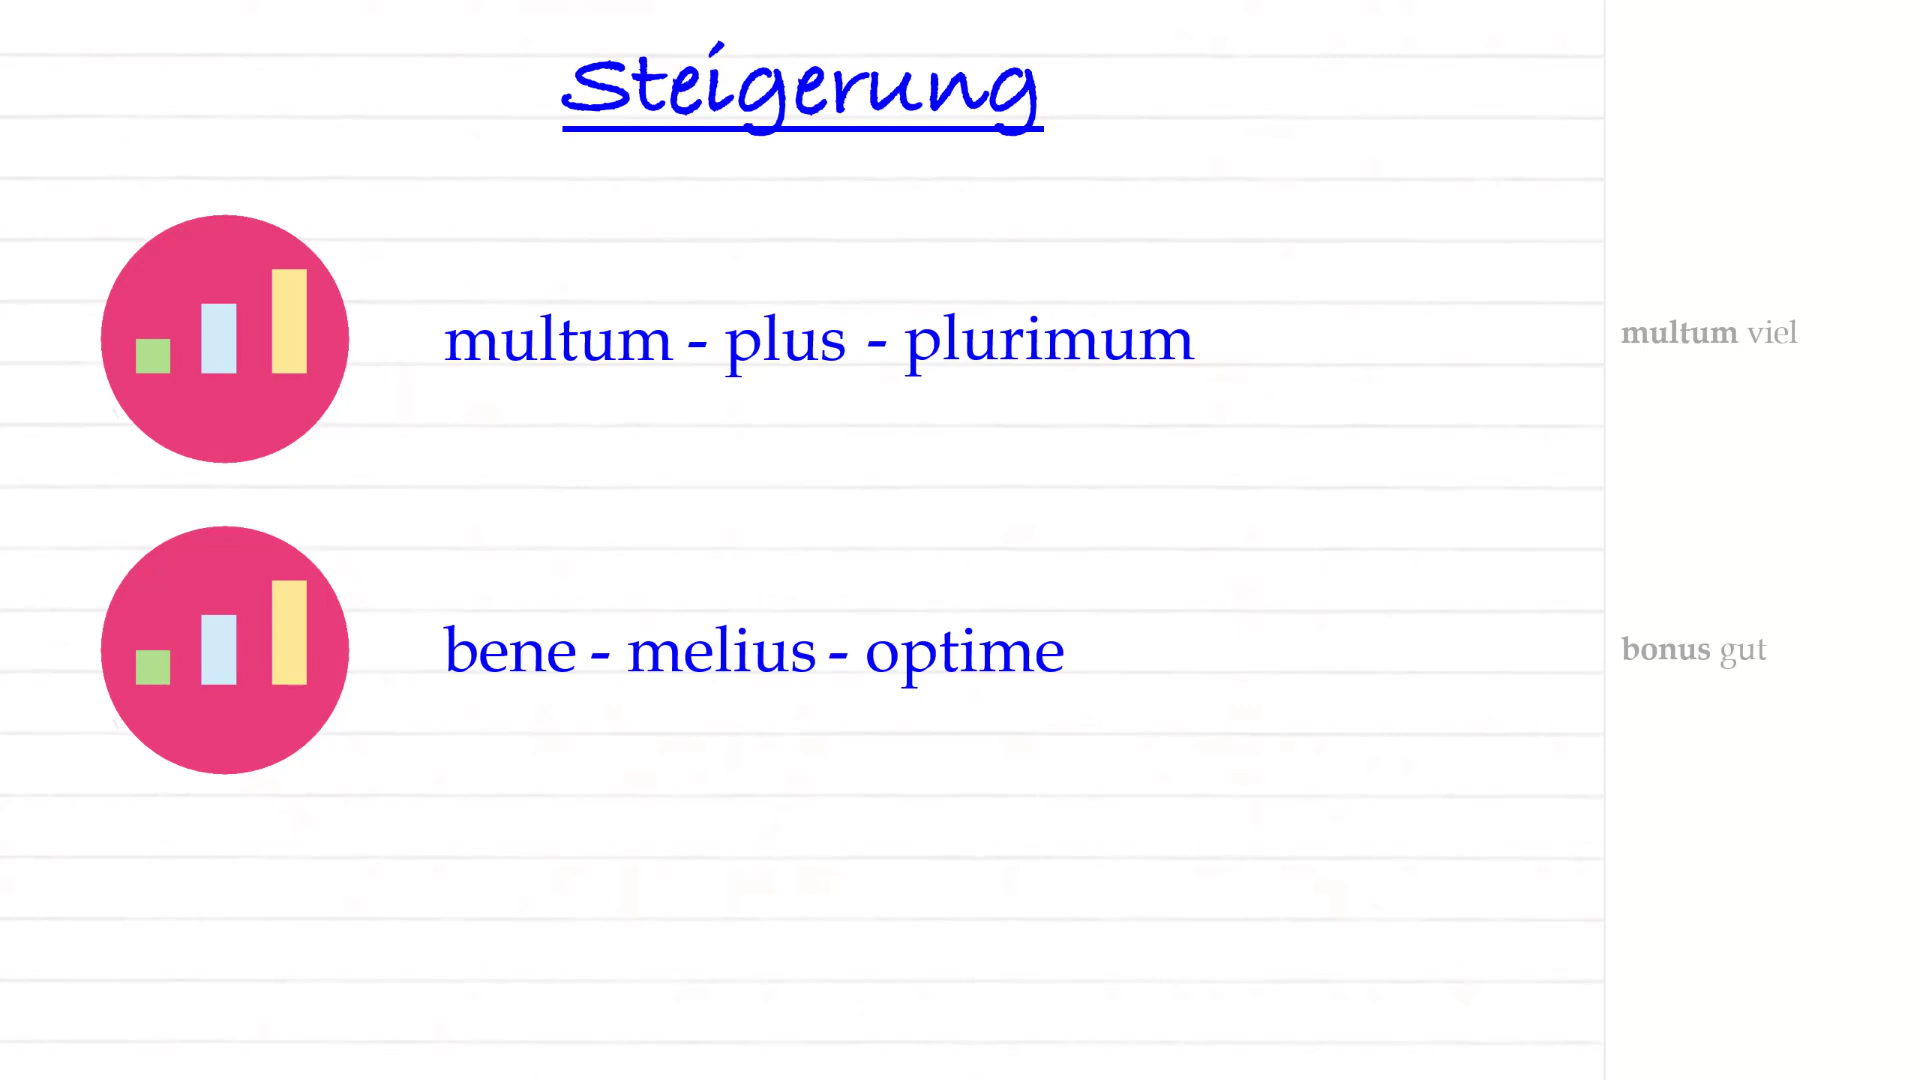 Steigerung
multum - plus - plurimum
multum viel
bene - melius - optime
bonus gut